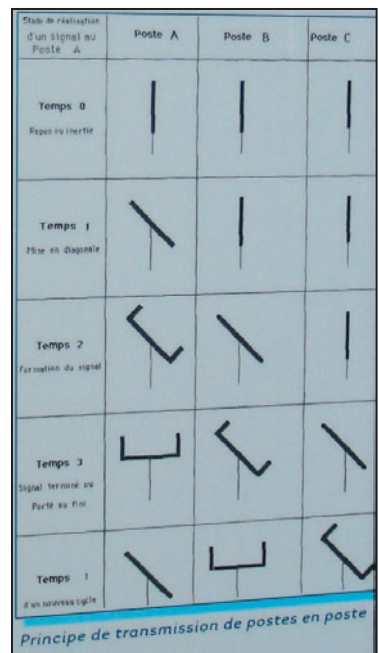 Stade de réalisation
d'un signal au
Poste A
Poste A
Poste B
Poste C
Temps 0
Repos ou inertie
Temps 1
Mise en diagonale
Temps 2
Formation du signal
Temps 3
Signal terminé ou
Porté au fini
Temps 1
d'un nouveau cycle
Principe de transmission de postes en poste